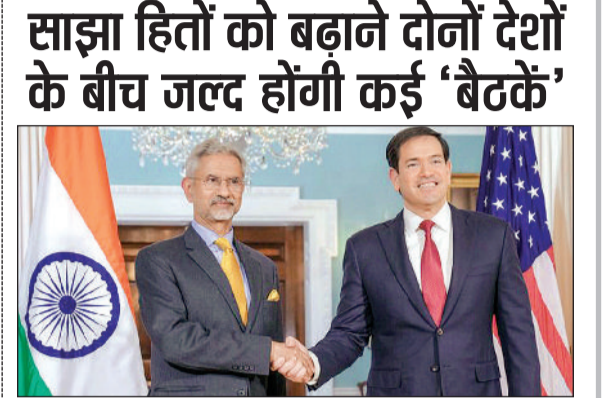 साझा हितों को बढ़ाने दोनों देशों
के बीच जल्द होंगी कई ‘बैठकें’